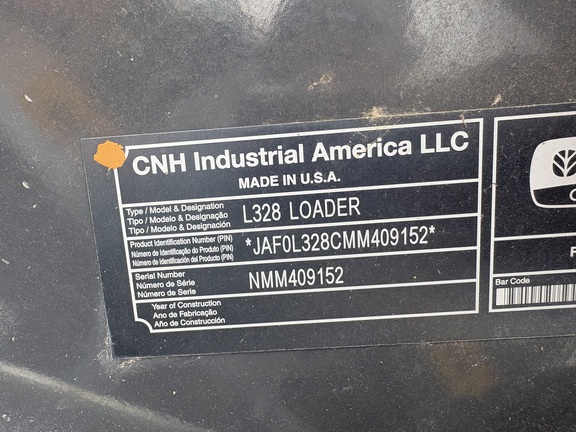 CNH Industrial America LLC
MADE IN U.S.A.
Type / Model & Designation
Tipo / Modelo & Designação
Tipo / Modelo & Designación
L328 LOADER
Product Identification Number (PIN)
Número de Identificação do Produto (PIN)
Número de Identificación del Producto (PIN)
*JAF0L328CMM409152*
Serial Number
Número de Série
Número de Serie
NMM409152
Year of Construction
Ano de Fabricação
Año de Construcción
Bar Code